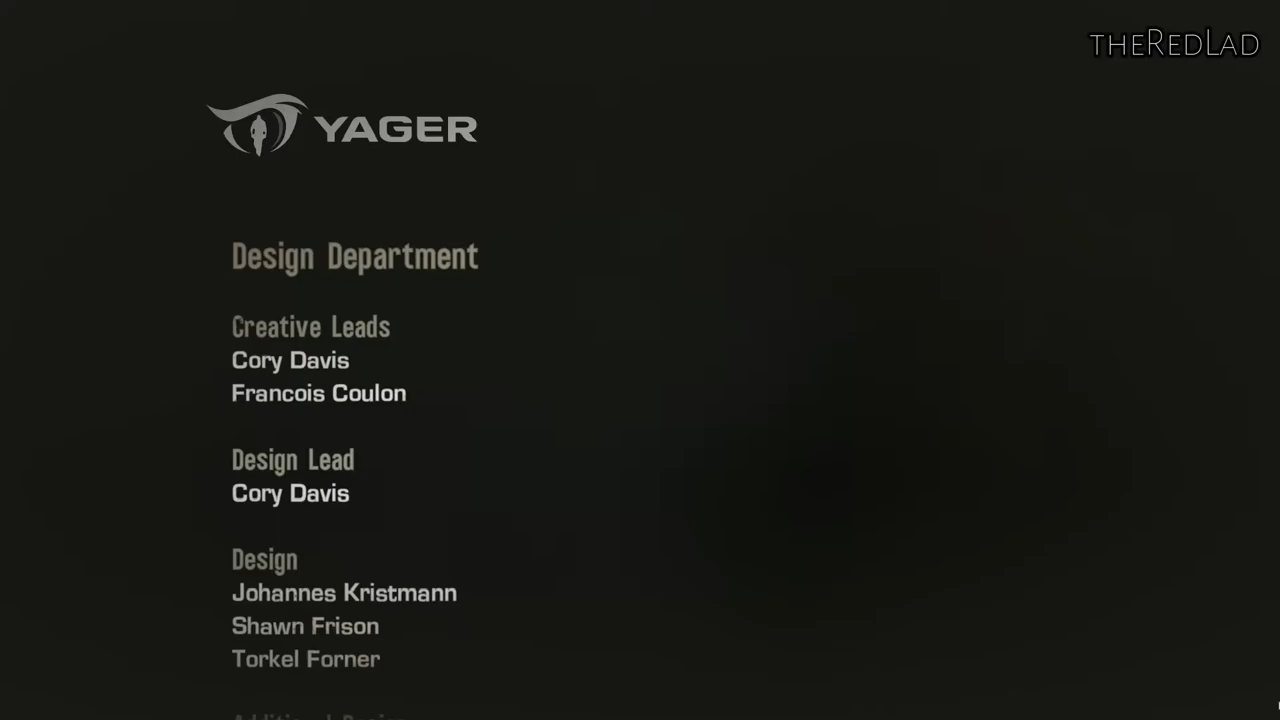 THEREDLAD
YAGER
Design Department
Creative Leads
Cory Davis
Francois Coulon
Design Lead
Cory Davis
Design
Johannes Kristmann
Shawn Frison
Torkel Forner